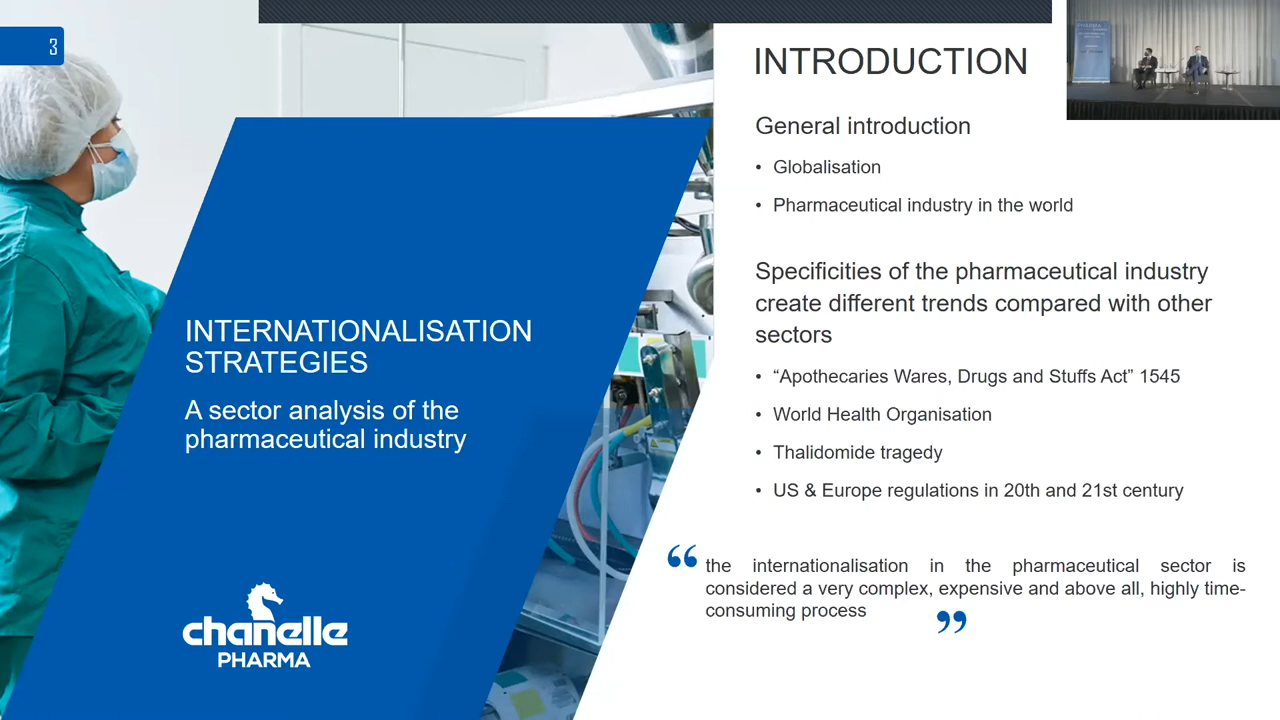 3
INTERNATIONALISATION
STRATEGIES
A sector analysis of the
pharmaceutical industry
chanelle
PHARMA
INTRODUCTION
General introduction
• Globalisation
• Pharmaceutical industry in the world
Specificities of the pharmaceutical industry
create different trends compared with other
sectors
• “Apothecaries Wares, Drugs and Stuffs Act” 1545
• World Health Organisation
• Thalidomide tragedy
• US & Europe regulations in 20th and 21st century
“ the internationalisation in the pharmaceutical sector is
considered a very complex, expensive and above all, highly time-
consuming process ”
PHARMA